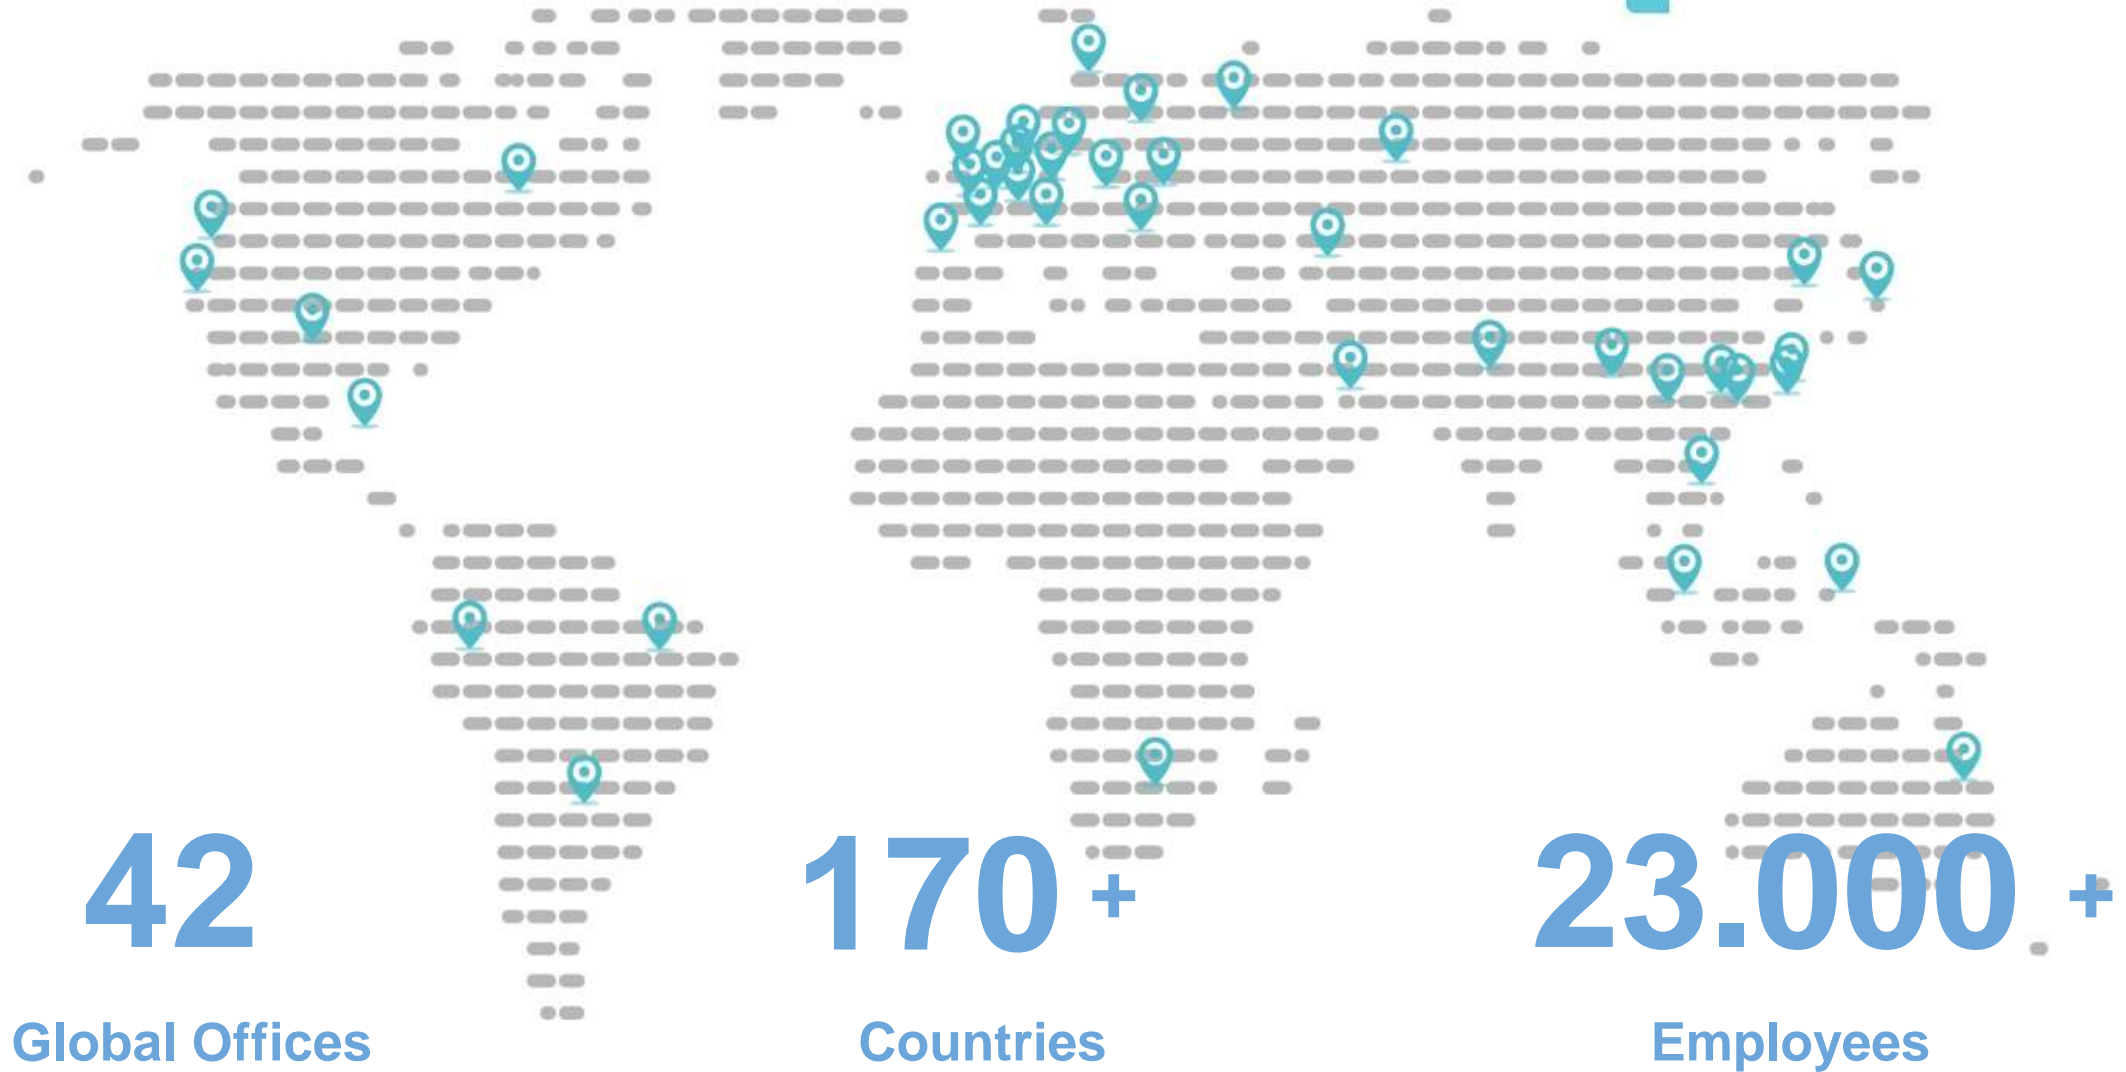 42
170 +
23.000 +
Global Offices
Countries
Employees